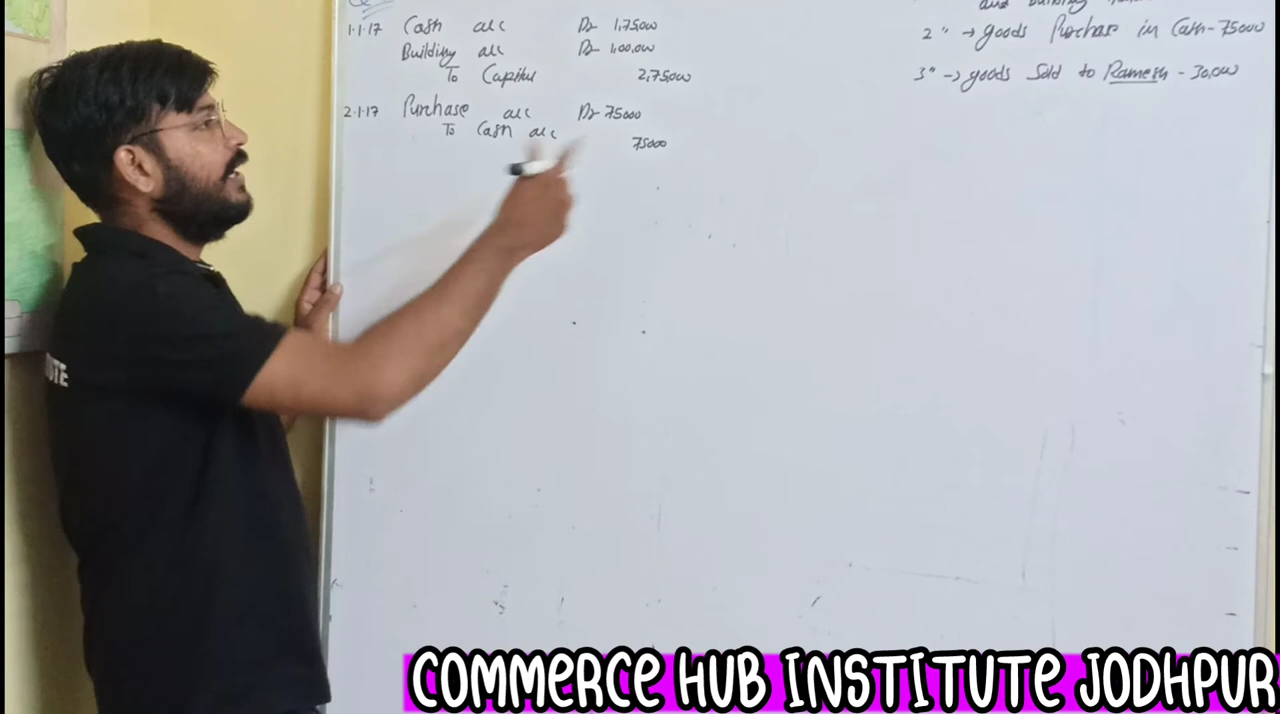 1.1.17 Cash a/c Dr 1,75,000
Building a/c Dr 1,00,000
To Capital 2,75,000
2.1.17 Purchase a/c Dr 75000
To Cash a/c 75000
and building
2 " → goods Purchase in Cash - 75000
3 " → goods Sold to Ramesh - 30,000
UTE
COMMERCE HUB INSTITUTE JODHPUR